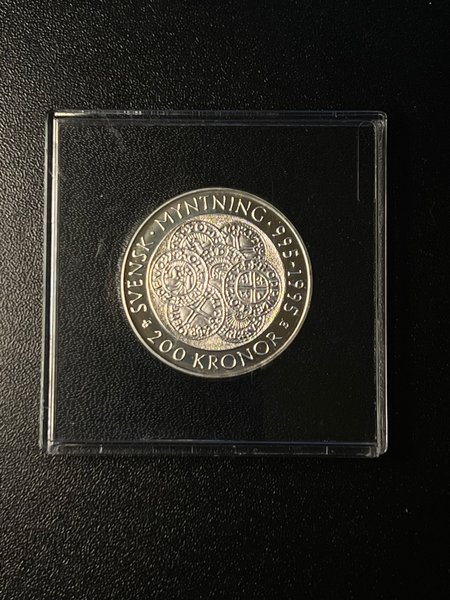 SVENSK · MYNTNING · 995-1995
200 KRONOR